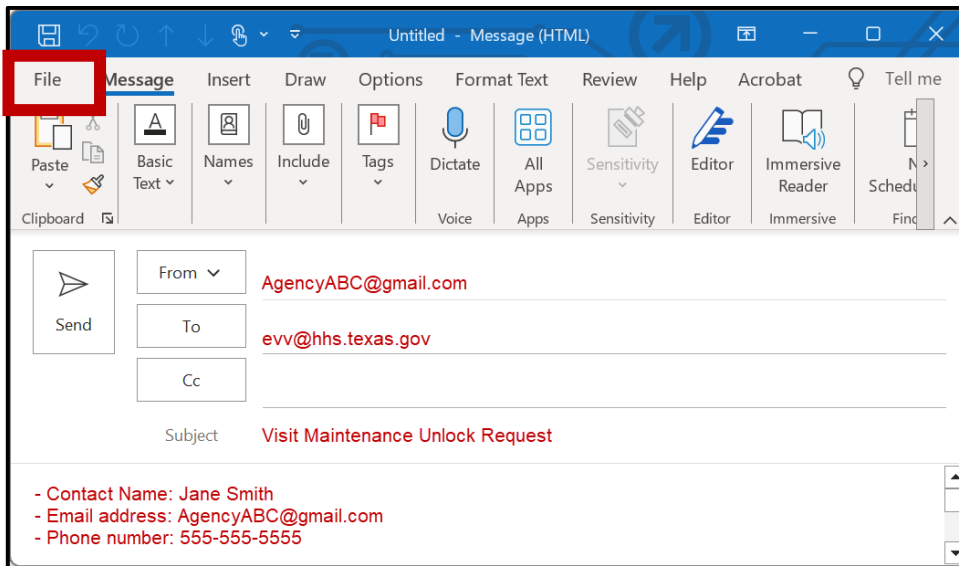 Untitled - Message (HTML)
File Message Insert Draw Options Format Text Review Help Acrobat Tell me
Paste
Basic Text
Names
Include
Tags
Dictate
All Apps
Sensitivity
Editor
Immersive Reader
Clipboard Voice Apps Sensitivity Editor Immersive
From AgencyABC@gmail.com
Send To evv@hhs.texas.gov
Cc
Subject Visit Maintenance Unlock Request
- Contact Name: Jane Smith
- Email address: AgencyABC@gmail.com
- Phone number: 555-555-5555